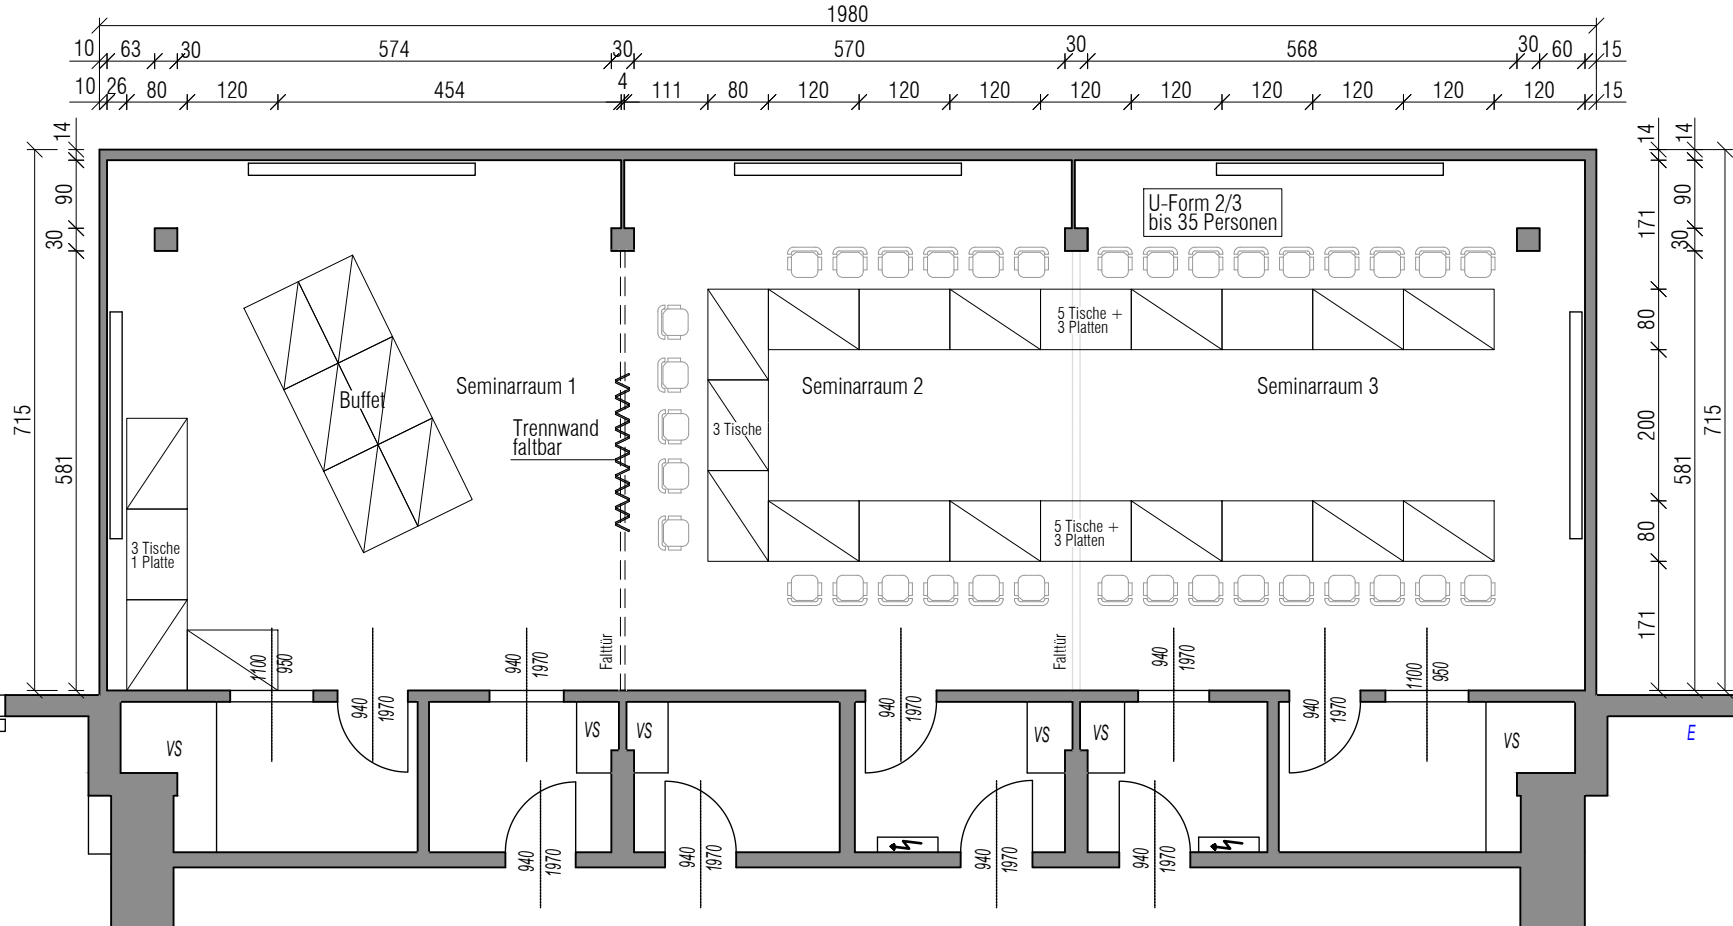 1980
10 63 30 574 30 570 30 568 30 60 15
10 26 80 120 454 4 111 80 120 120 120 120 120 120 120 120 120 15
14
90
30
581
715
14
171
80
200
80
171
14
90
30
581
715
U-Form 2/3
bis 35 Personen
5 Tische +
3 Platten
Buffet
Seminarraum 1
Seminarraum 2
Seminarraum 3
Trennwand
faltbar
3 Tische
5 Tische +
3 Platten
3 Tische
1 Platte
Falttür
Falttür
1100
950
940
1970
940
1970
1100
950
940
1970
940
1970
940
1970
VS
VS
VS
VS
VS
VS
E
940
1970
940
1970
940
1970
940
1970